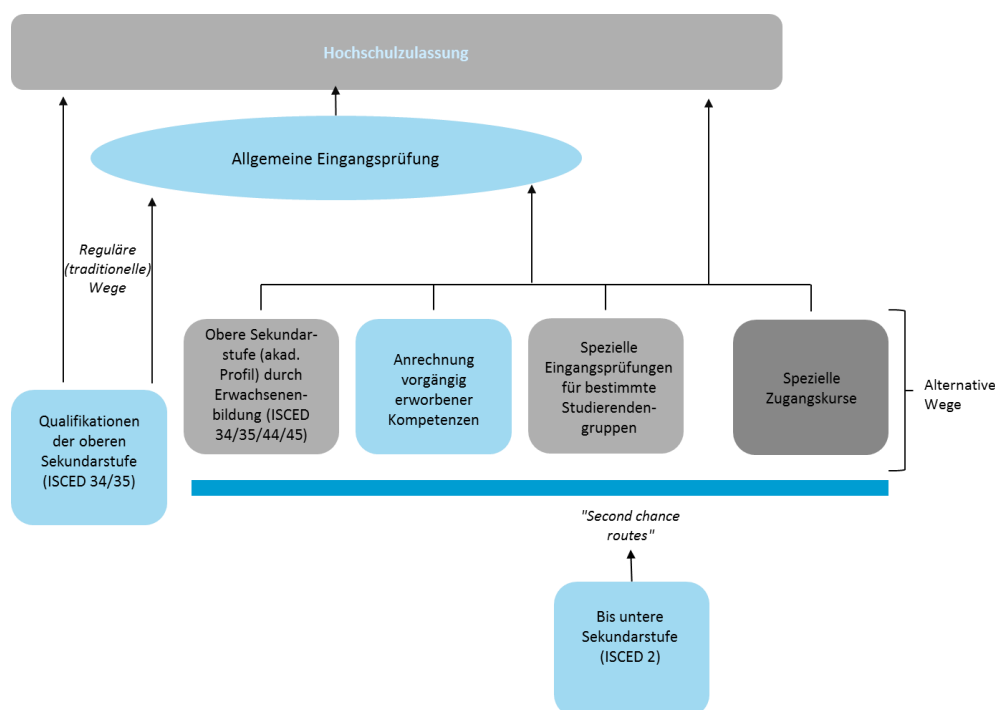 Hochschulzulassung
Allgemeine Eingangsprüfung
Reguläre
(traditionelle)
Wege
Obere Sekundar-
stufe (akad.
Profil) durch
Erwachsenen-
bildung (ISCED
34/35/44/45)
Anrechnung
vorgängig
erworbener
Kompetenzen
Spezielle
Eingangsprüfungen
für bestimmte
Studierenden-
gruppen
Spezielle
Zugangskurse
Alternative
Wege
Qualifikationen
der oberen
Sekundarstufe
(ISCED 34/35)
"Second chance
routes"
Bis untere
Sekundarstufe
(ISCED 2)